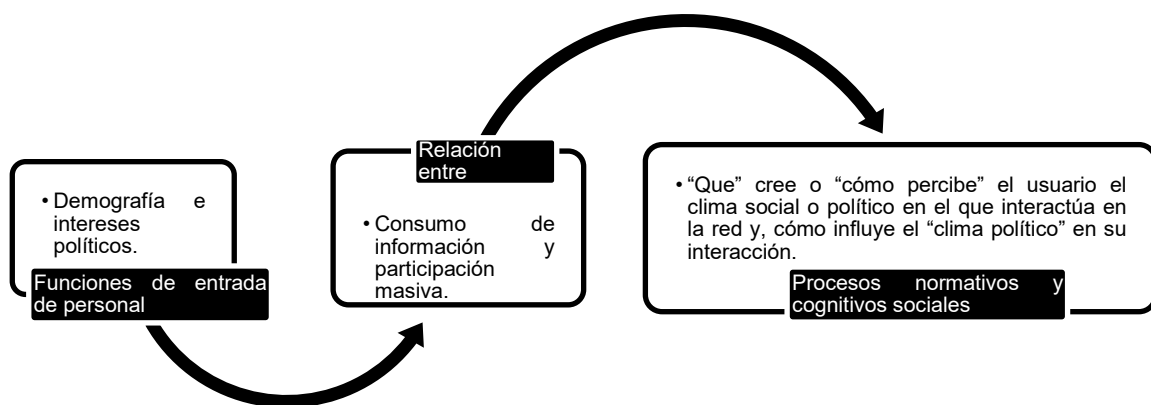 • Demografía e
intereses
políticos.
Funciones de entrada
de personal
Relación
entre
• Consumo de
información y
participación
masiva.
• “Que” cree o “cómo percibe” el usuario el
clima social o político en el que interactúa en
la red y, cómo influye el “clima político” en su
interacción.
Procesos normativos y
cognitivos sociales